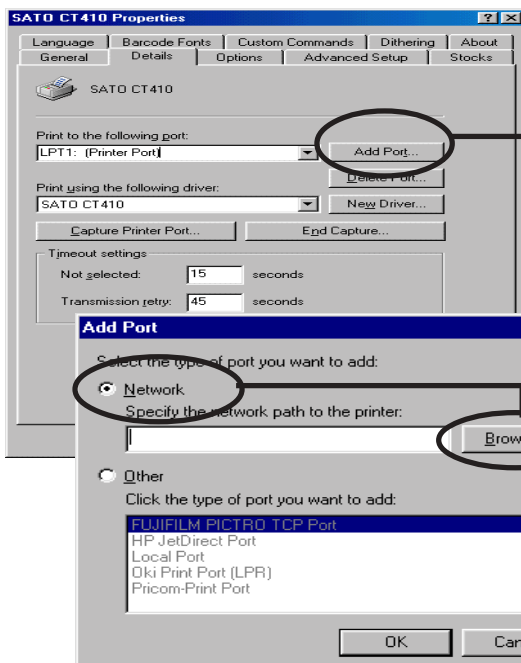 SATO CT410 Properties
Language Barcode Fonts Custom Commands Dithering About
General Details Options Advanced Setup Stocks
SATO CT410
Print to the following port:
LPT1: (Printer Port)
Add Port...
Delete Port...
Print using the following driver:
SATO CT410
New Driver...
Capture Printer Port...
End Capture...
Timeout settings
Not selected: 15 seconds
Transmission retry: 45 seconds
Add Port
Select the type of port you want to add:
Network
Specify the network path to the printer:
Brow
Other
Click the type of port you want to add:
FUJIFILM PICTRO TCP Port
HP JetDirect Port
Local Port
Oki Print Port (LPR)
Pricom-Print Port
OK
Can